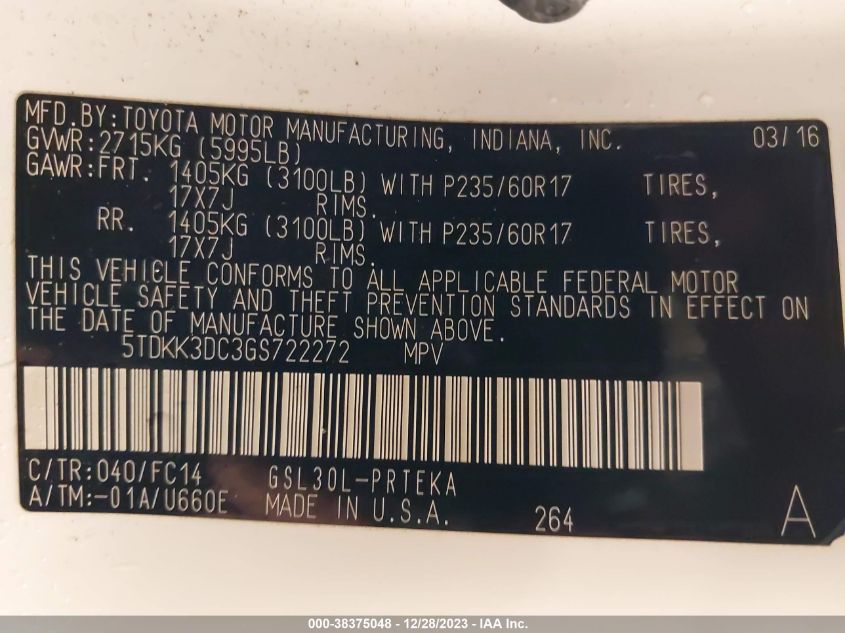 MFD.BY:TOYOTA MOTOR MANUFACTURING, INDIANA, INC. 03/16
GVWR:2715KG (5995LB)
GAWR:FRT. 1405KG (3100LB) WITH P235/60R17 TIRES,
17X7J RIMS.
RR. 1405KG (3100LB) WITH P235/60R17 TIRES,
17X7J RIMS.
THIS VEHICLE CONFORMS TO ALL APPLICABLE FEDERAL MOTOR
VEHICLE SAFETY AND THEFT PREVENTION STANDARDS IN EFFECT ON
THE DATE OF MANUFACTURE SHOWN ABOVE.
5TDKK3DC3GS722272 MPV
C/TR:040/FC14 GSL30L-PRTEKA
A/TM:-01A/U660E MADE IN U.S.A. 264 A
000-38375048 - 12/28/2023 - IAA Inc.